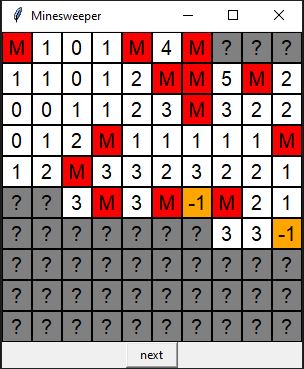 Minesweeper
M 1 0 1 M 4 M ? ? ?
1 1 0 1 2 M M 5 M 2
0 0 1 1 2 3 M 3 2 2
0 1 2 M 1 1 1 1 1 M
1 2 M 3 3 2 3 2 2 1
? ? 3 M 3 M -1 M 2 1
? ? ? ? ? ? ? 3 3 -1
? ? ? ? ? ? ? ? ? ?
? ? ? ? ? ? ? ? ? ?
? ? ? ? ? ? ? ? ? ?
next